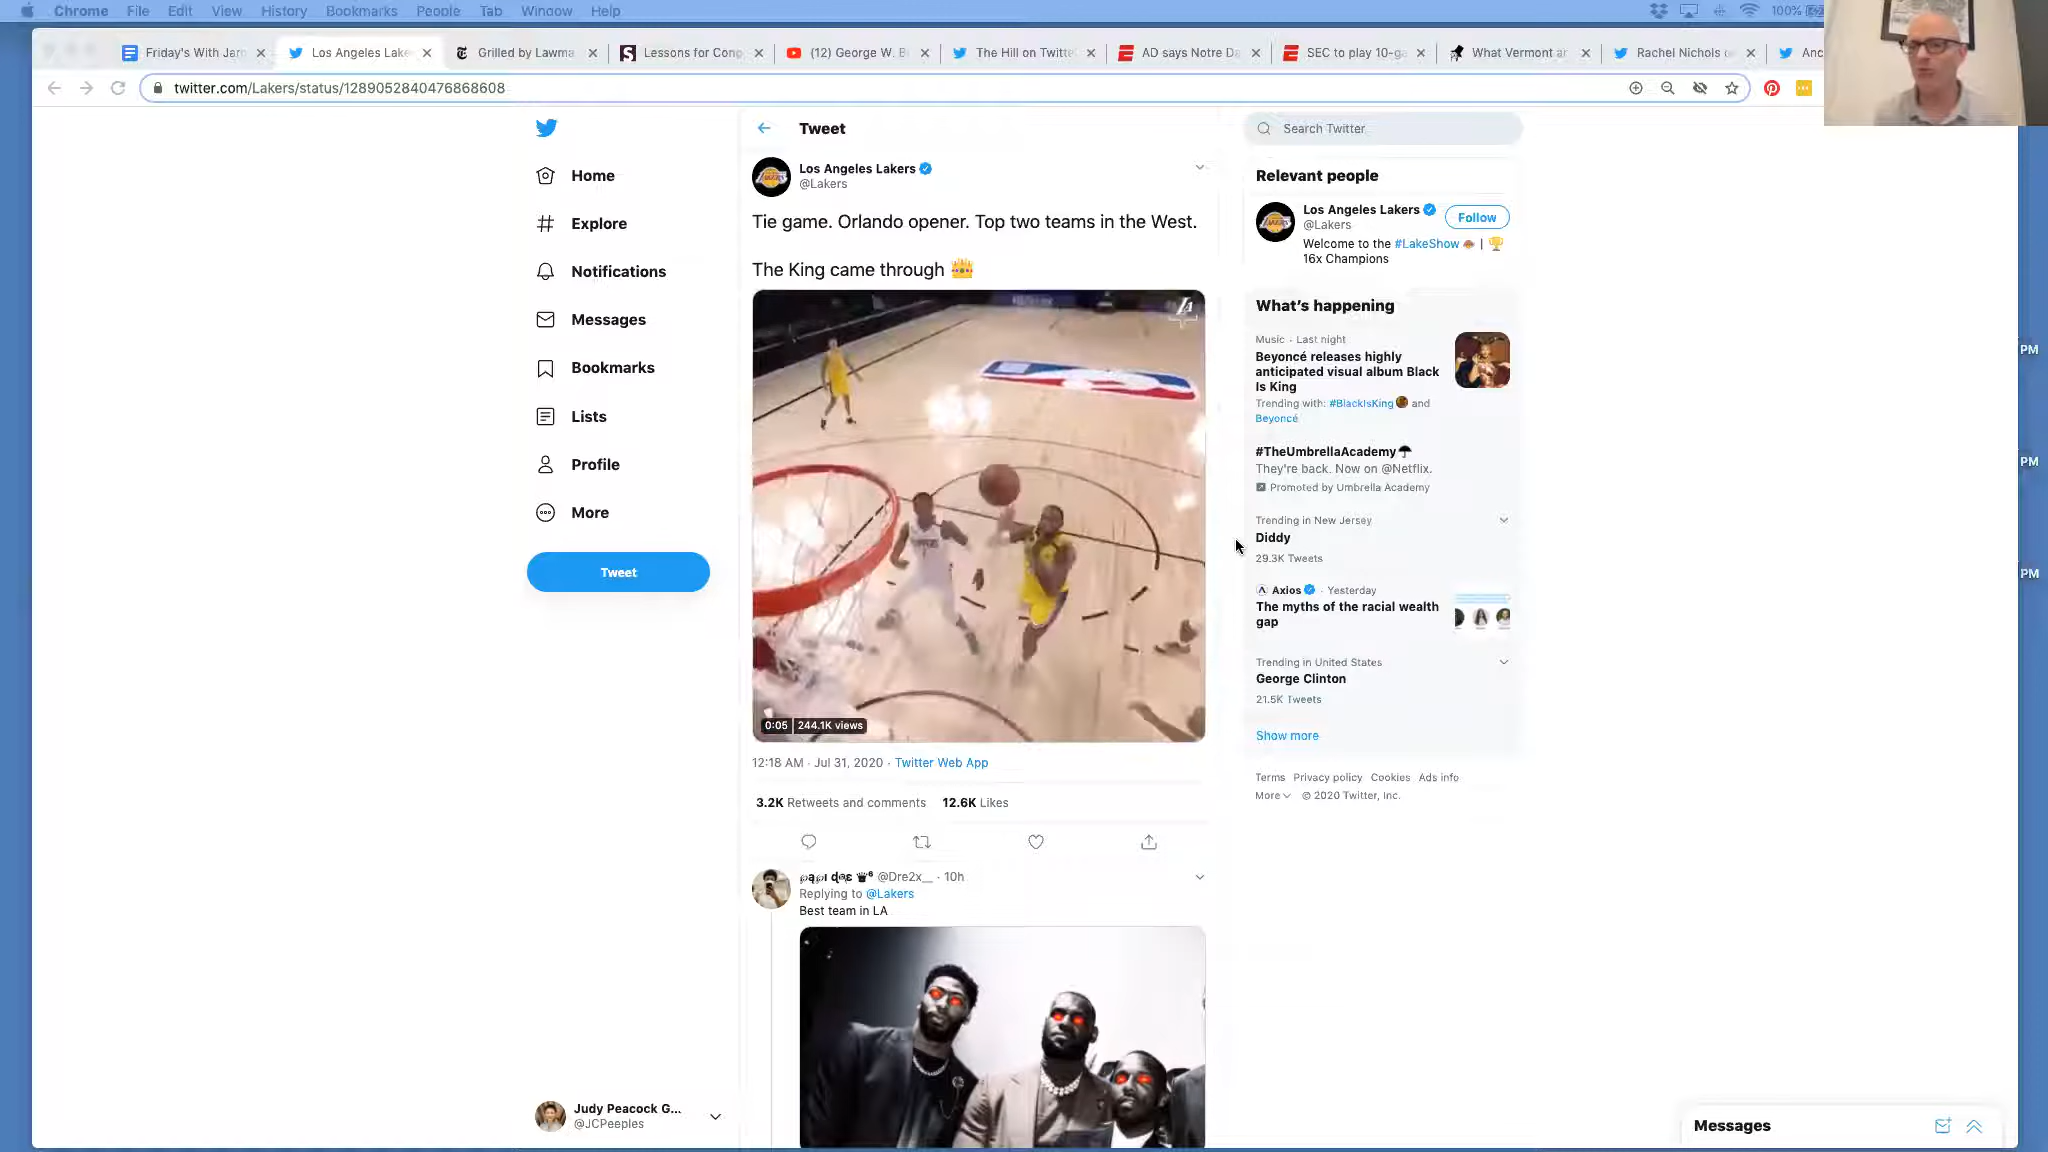 Chrome File Edit View History Bookmarks People Tab Window Help 100%
Friday's With Jar
Los Angeles Lake
Grilled by Lawma
Lessons for Cong
(12) George W. B
The Hill on Twitte
AD says Notre Da
SEC to play 10-ga
What Vermont ar
Rachel Nichols o
Anc
twitter.com/Lakers/status/1289052840476868608
Home
Explore
Notifications
Messages
Bookmarks
Lists
Profile
More
Tweet
Judy Peacock G...
@JCPeeples
Tweet
Los Angeles Lakers
@Lakers
Tie game. Orlando opener. Top two teams in the West.
The King came through 👑
LA
0:05 244.1K views
12:18 AM · Jul 31, 2020 · Twitter Web App
3.2K Retweets and comments 12.6K Likes
@Dre2x__ · 10h
Replying to @Lakers
Best team in LA
Search Twitter
Relevant people
Los Angeles Lakers
@Lakers
Follow
Welcome to the #LakeShow | 🏆
16x Champions
What's happening
Music · Last night
Beyoncé releases highly
anticipated visual album Black
Is King
Trending with: #BlackIsKing and
Beyoncé
#TheUmbrellaAcademy
They're back. Now on @Netflix.
Promoted by Umbrella Academy
Trending in New Jersey
Diddy
29.3K Tweets
Axios · Yesterday
The myths of the racial wealth
gap
Trending in United States
George Clinton
21.5K Tweets
Show more
Terms Privacy policy Cookies Ads info
More © 2020 Twitter, Inc.
Messages
PM
PM
PM